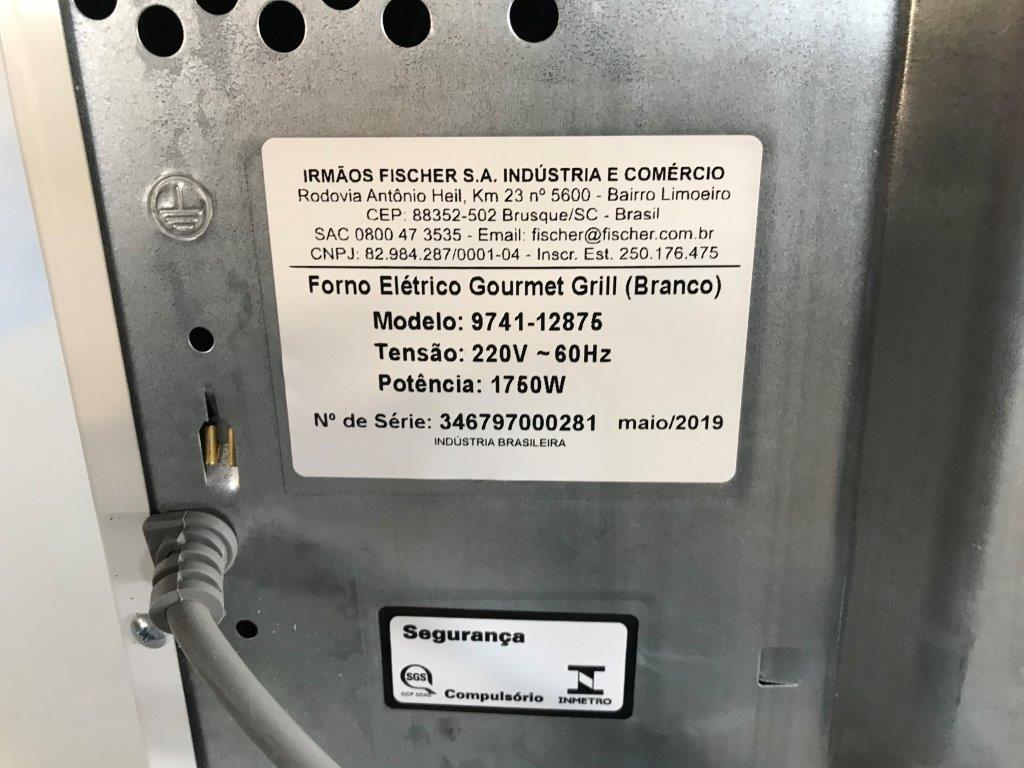 IRMÃOS FISCHER S.A. INDÚSTRIA E COMÉRCIO
Rodovia Antônio Heil, Km 23 nº 5600 - Bairro Limoeiro
CEP: 88352-502 Brusque/SC - Brasil
SAC 0800 47 3535 - Email: fischer@fischer.com.br
CNPJ: 82.984.287/0001-04 - Inscr. Est. 250.176.475
Forno Elétrico Gourmet Grill (Branco)
Modelo: 9741-12875
Tensão: 220V ~ 60Hz
Potência: 1750W
Nº de Série: 346797000281 maio/2019
INDÚSTRIA BRASILEIRA
Segurança
SGS
OCP 0040
Compulsório
INMETRO